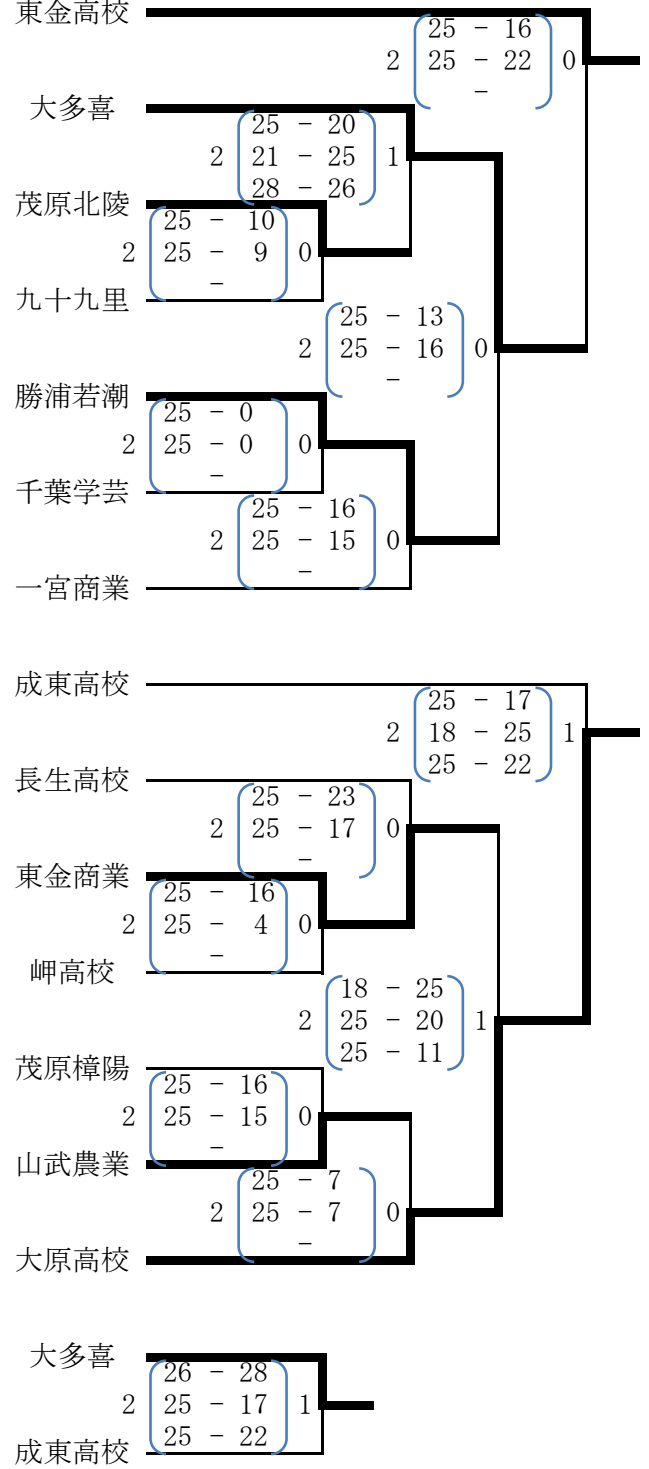 東金高校
25 － 16
2 25 － 22 0
－
大多喜
25 － 20
2 21 － 25 1
28 － 26
茂原北陵
25 － 10
2 25 － 9 0
－
九十九里
25 － 13
2 25 － 16 0
－
勝浦若潮
25 － 0
2 25 － 0 0
－
千葉学芸
25 － 16
2 25 － 15 0
－
一宮商業
成東高校
25 － 17
2 18 － 25 1
25 － 22
長生高校
25 － 23
2 25 － 17 0
－
東金商業
25 － 16
2 25 － 4 0
－
岬高校
18 － 25
2 25 － 20 1
25 － 11
茂原樟陽
25 － 16
2 25 － 15 0
－
山武農業
25 － 7
2 25 － 7 0
－
大原高校
大多喜
26 － 28
2 25 － 17 1
25 － 22
成東高校